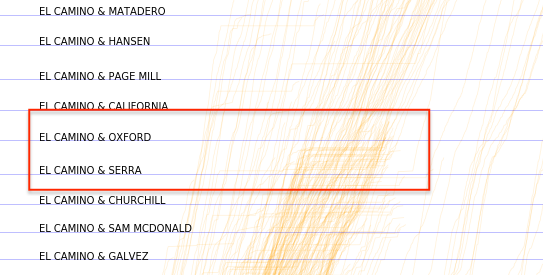 EL CAMINO & MATADERO
EL CAMINO & HANSEN
EL CAMINO & PAGE MILL
EL CAMINO & CALIFORNIA
EL CAMINO & OXFORD
EL CAMINO & SERRA
EL CAMINO & CHURCHILL
EL CAMINO & SAM MCDONALD
EL CAMINO & GALVEZ